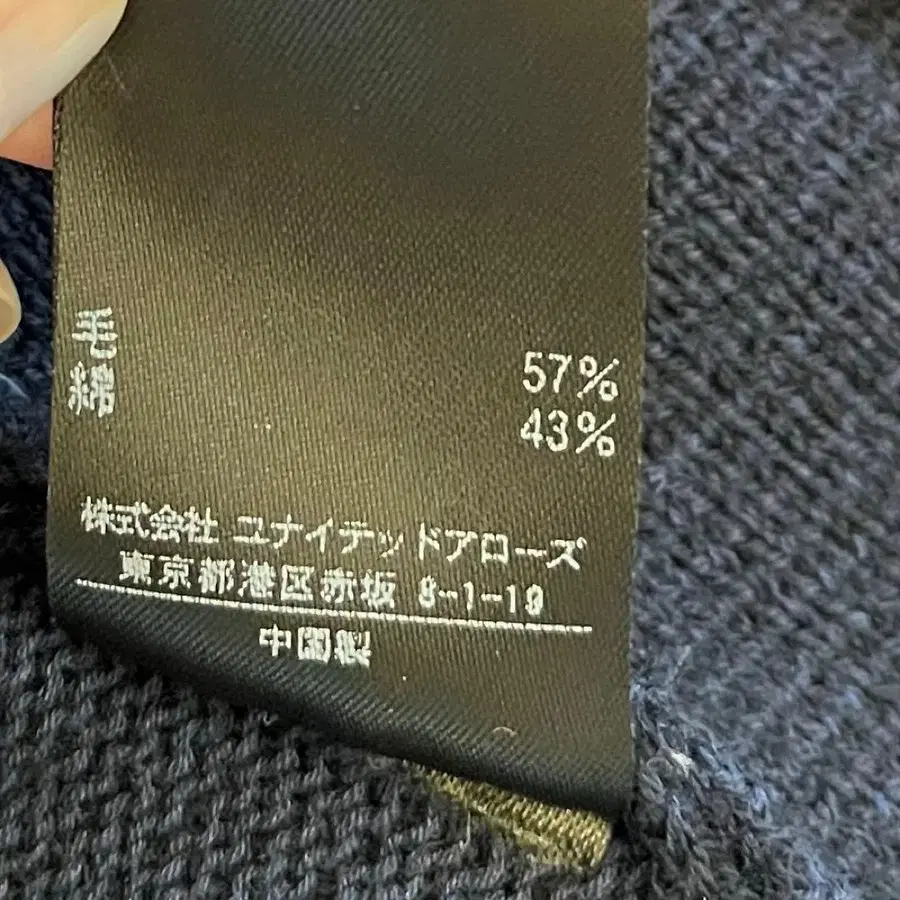 毛 57%
綿 43%
株式会社 ユナイテッドアローズ
東京都港区赤坂 8-1-19
中国製